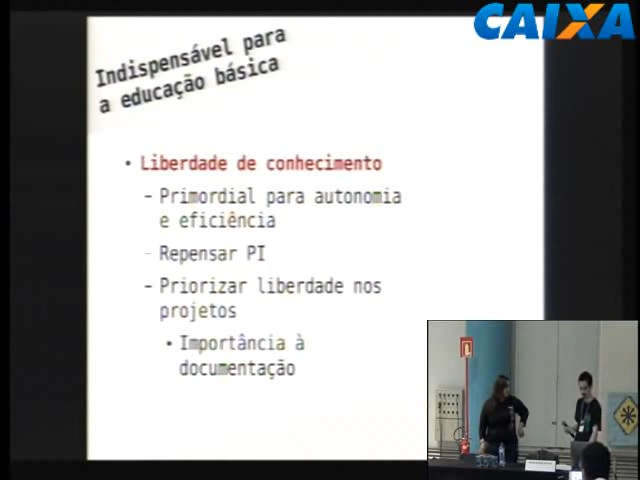 CAIXA
Indispensável para
a educação básica
• Liberdade de conhecimento
– Primordial para autonomia
e eficiência
– Repensar PI
– Priorizar liberdade nos
projetos
• Importância à
documentação